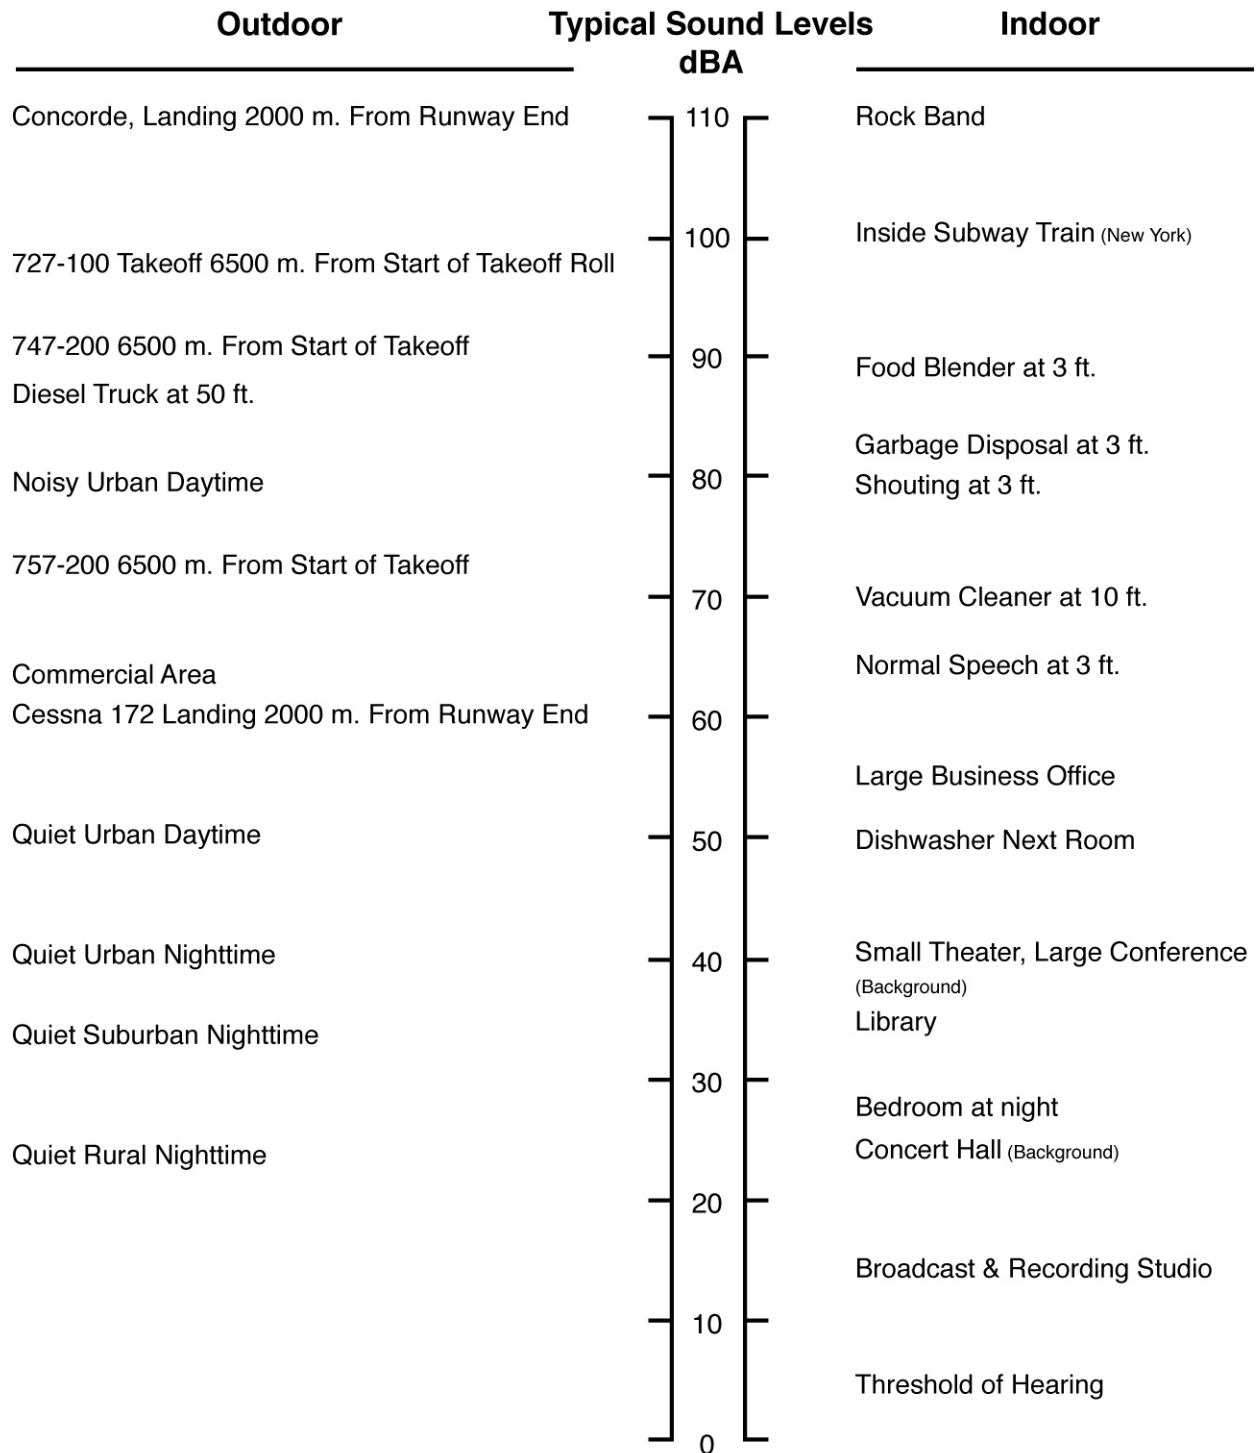 Outdoor Typical Sound Levels Indoor
dBA
Concorde, Landing 2000 m. From Runway End 110 Rock Band
100 Inside Subway Train (New York)
727-100 Takeoff 6500 m. From Start of Takeoff Roll
747-200 6500 m. From Start of Takeoff
90 Food Blender at 3 ft.
Diesel Truck at 50 ft.
Garbage Disposal at 3 ft.
Noisy Urban Daytime 80 Shouting at 3 ft.
757-200 6500 m. From Start of Takeoff
70 Vacuum Cleaner at 10 ft.
Normal Speech at 3 ft.
Commercial Area
Cessna 172 Landing 2000 m. From Runway End 60
Large Business Office
Quiet Urban Daytime 50 Dishwasher Next Room
Quiet Urban Nighttime 40 Small Theater, Large Conference
(Background)
Library
Quiet Suburban Nighttime
30
Bedroom at night
Quiet Rural Nighttime Concert Hall (Background)
20
Broadcast & Recording Studio
10
Threshold of Hearing
0